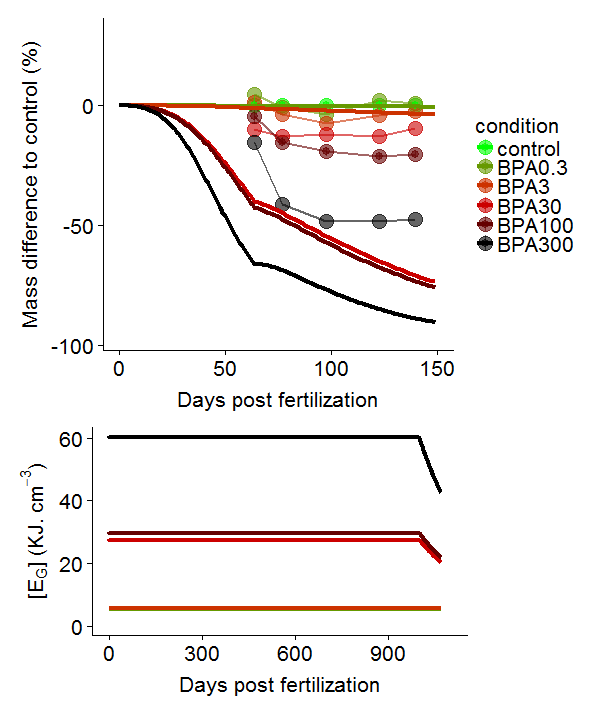 Mass difference to control (%)
0
-50
-100
0 50 100 150
Days post fertilization
condition
control
BPA0.3
BPA3
BPA30
BPA100
BPA300
[E_G] (KJ. cm⁻³)
60
40
20
0
0 300 600 900
Days post fertilization